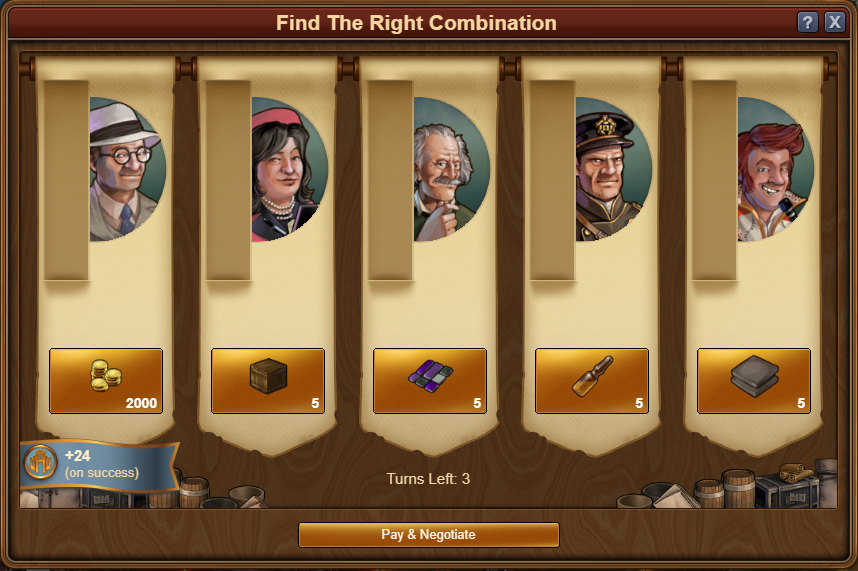 Find The Right Combination
? X
2000
5
5
5
5
+24
(on success)
Turns Left: 3
Pay & Negotiate